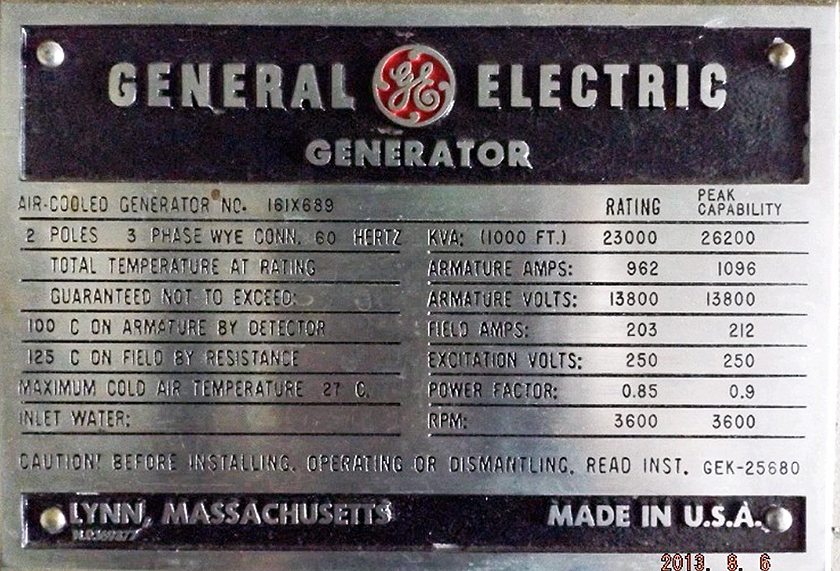 GENERAL GE ELECTRIC
GENERATOR
AIR-COOLED GENERATOR NO. 161X689
RATING PEAK CAPABILITY
2 POLES 3 PHASE WYE CONN. 60 HERTZ KVA: (1000 FT.) 23000 26200
TOTAL TEMPERATURE AT RATING ARMATURE AMPS: 962 1096
GUARANTEED NOT TO EXCEED: ARMATURE VOLTS: 13800 13800
100 C ON ARMATURE BY DETECTOR FIELD AMPS: 203 212
125 C ON FIELD BY RESISTANCE EXCITATION VOLTS: 250 250
MAXIMUM COLD AIR TEMPERATURE 27 C. POWER FACTOR: 0.85 0.9
INLET WATER: RPM: 3600 3600
CAUTION! BEFORE INSTALLING, OPERATING OR DISMANTLING, READ INST. GEK-25680
LYNN, MASSACHUSETTS MADE IN U.S.A.
2013. 8. 6